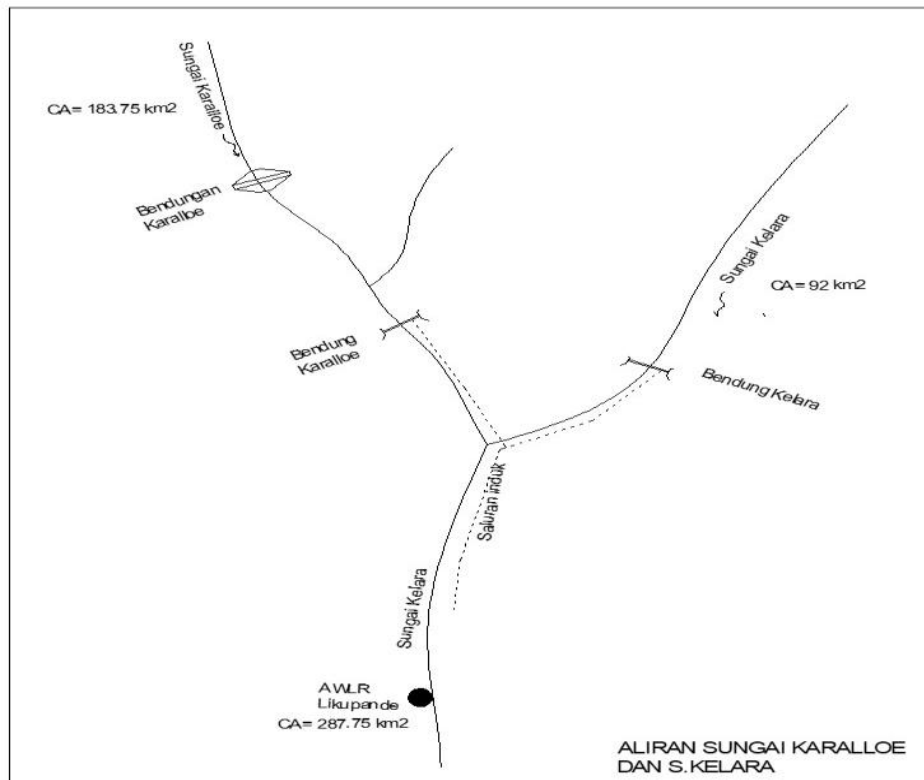 Sungai Karalloe
CA= 183.75 km2
Bendungan
Karalloe
Sungai Kelara
CA= 92 km2
Bendung
Karalloe
Bendung Kelara
Saluran induk
Sungai Kelara
AWLR
Likupande
CA= 287.75 km2
ALIRAN SUNGAI KARALLOE
DAN S.KELARA